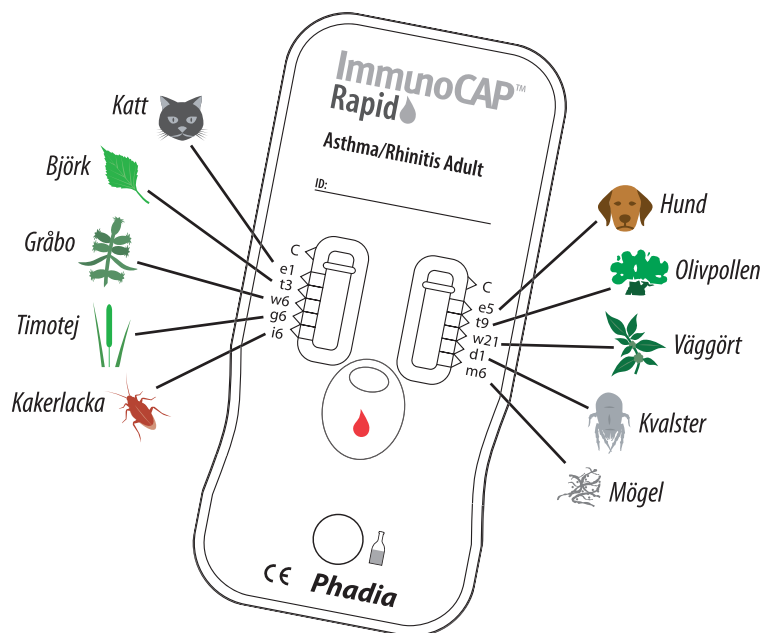 ImmunoCAP™
Rapid
Asthma/Rhinitis Adult
ID:
Katt
Björk
Gråbo
Timotej
Kakerlacka
C
e1
t3
w6
g6
i6
C
e5
t9
w21
d1
m6
Hund
Olivpollen
Väggört
Kvalster
Mögel
CE Phadia